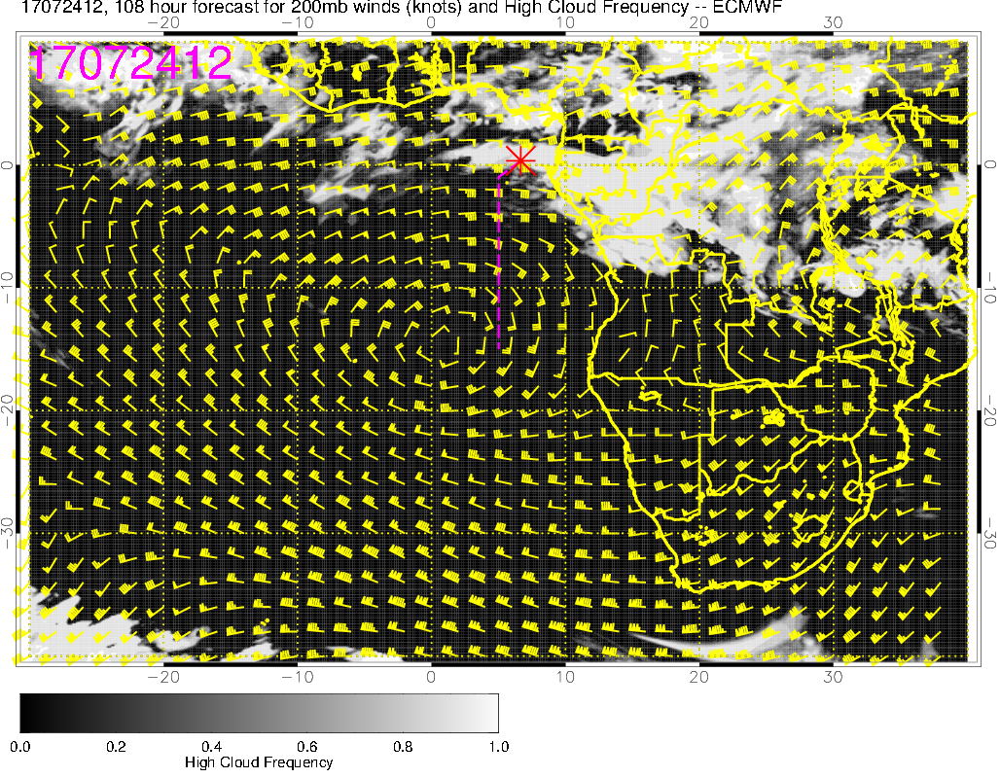 17072412, 108 hour forecast for 200mb winds (knots) and High Cloud Frequency -- ECMWF
−20 −10 0 10 20 30
17072412
0 0
−10 −10
−20 −20
−30 −30
−20 −10 0 10 20 30
0.0 0.2 0.4 0.6 0.8 1.0
High Cloud Frequency